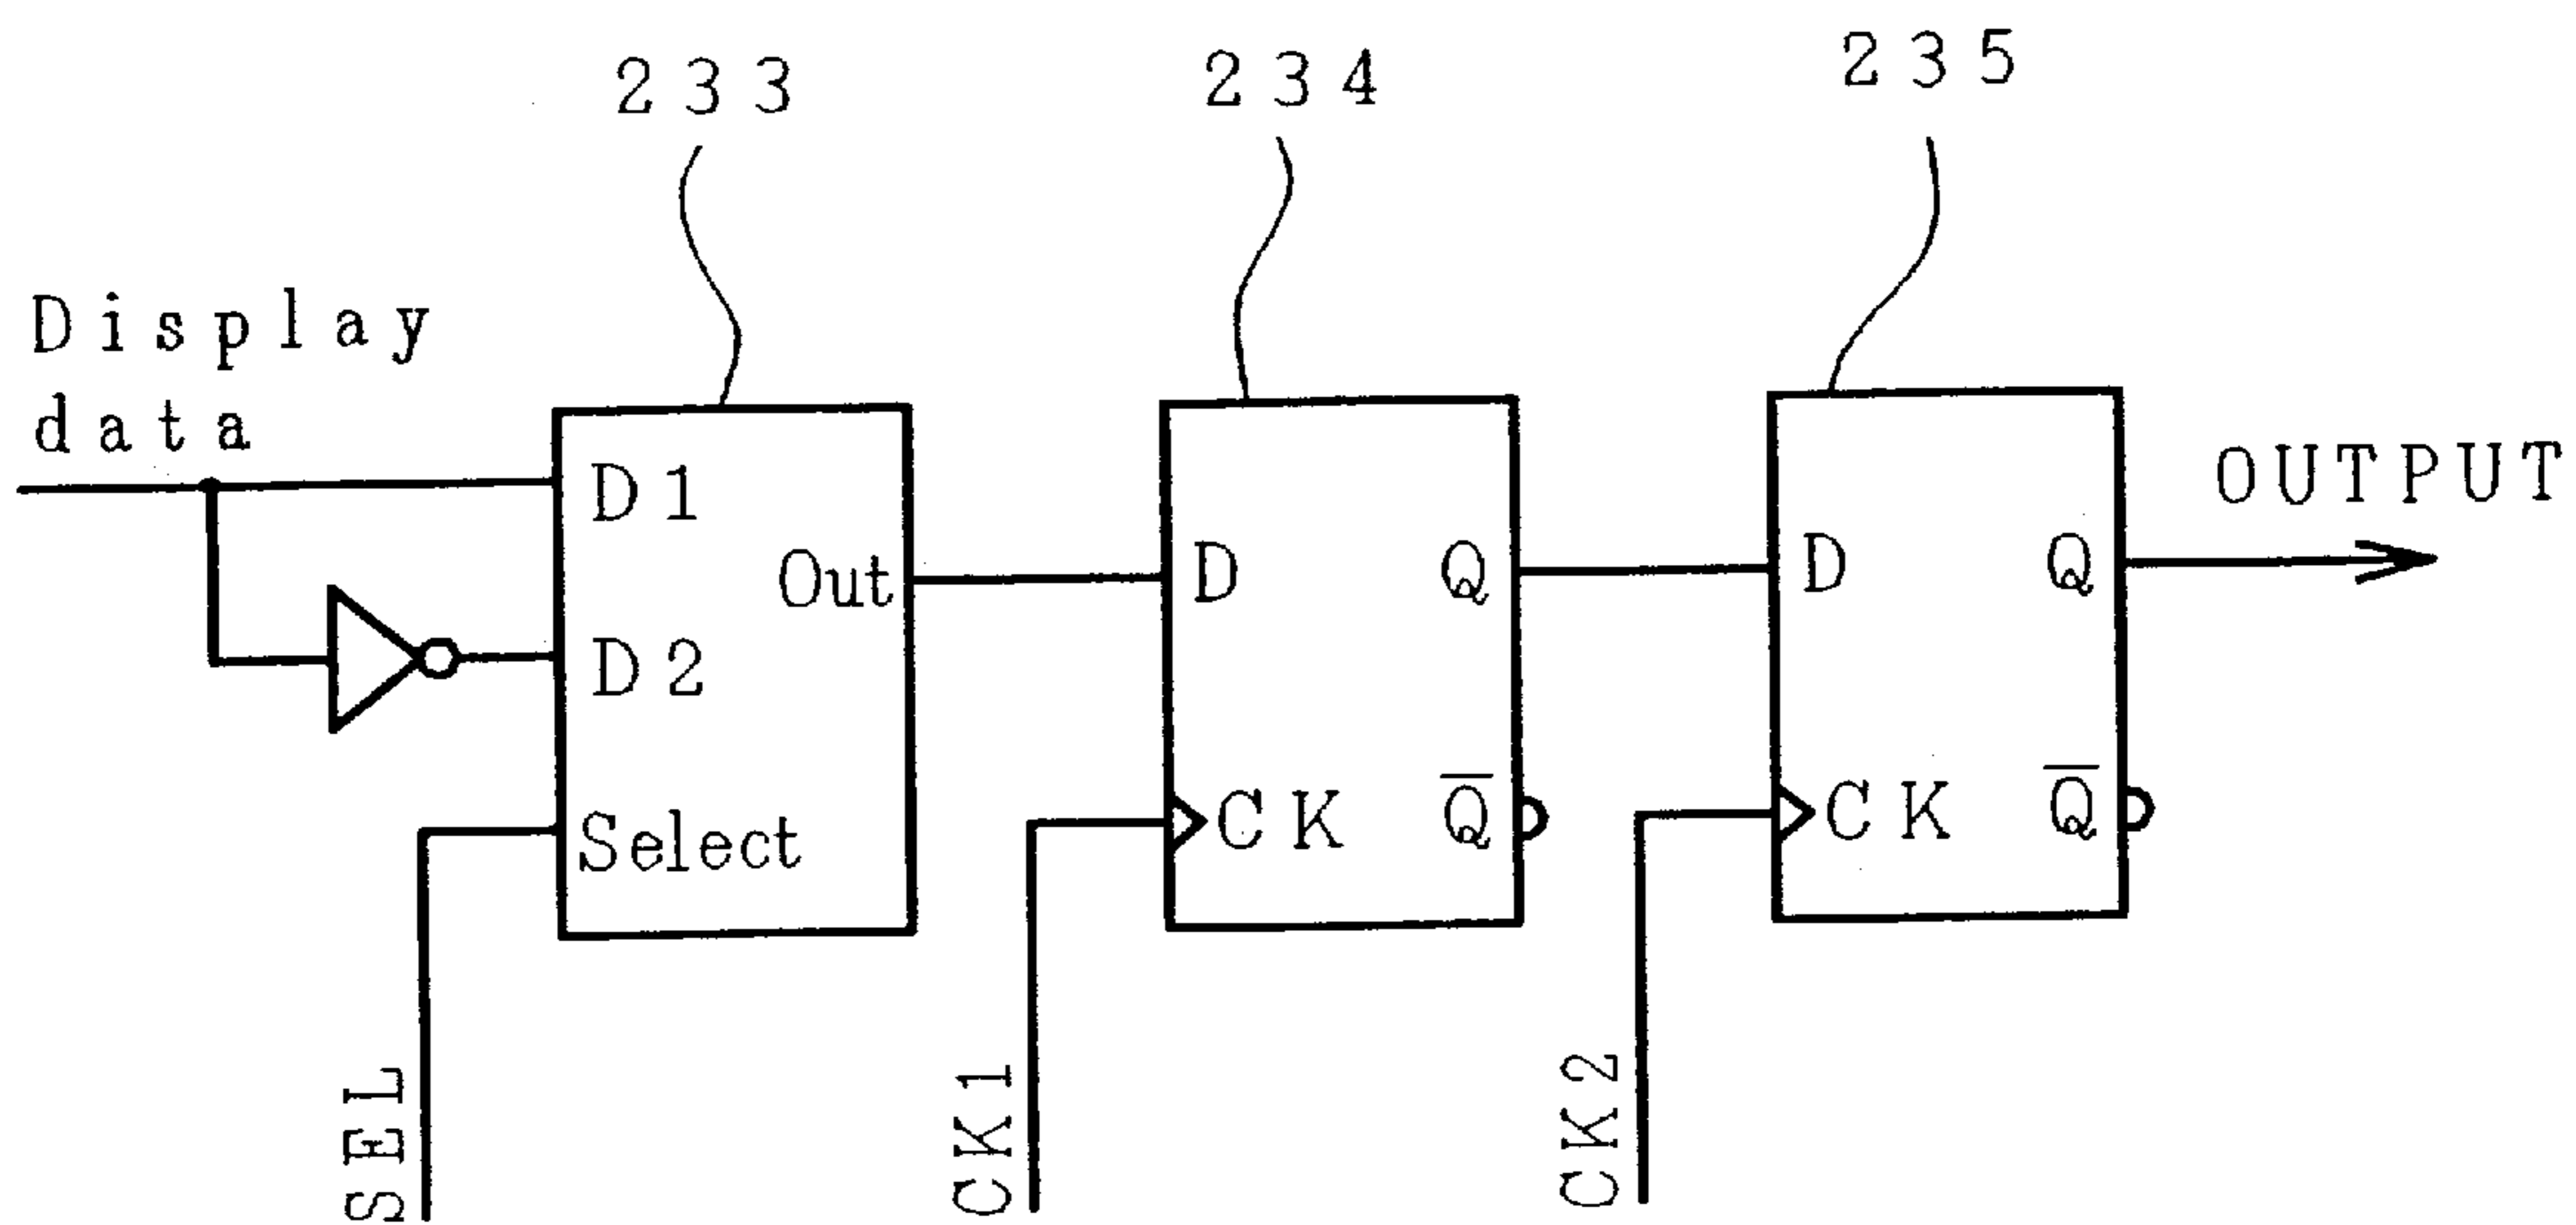 233
234
235
Display
data
OUTPUT
D1
Out
D2
Select
D
Q
CK
Q̅
D
Q
CK
Q̅
SEL
CK1
CK2